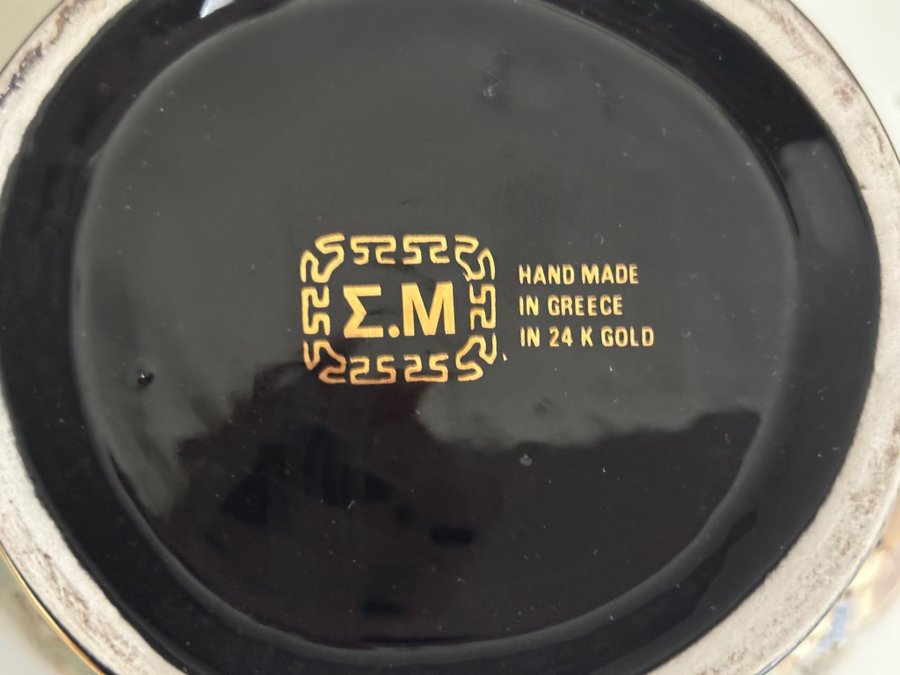 Σ.Μ
HAND MADE
IN GREECE
IN 24 K GOLD